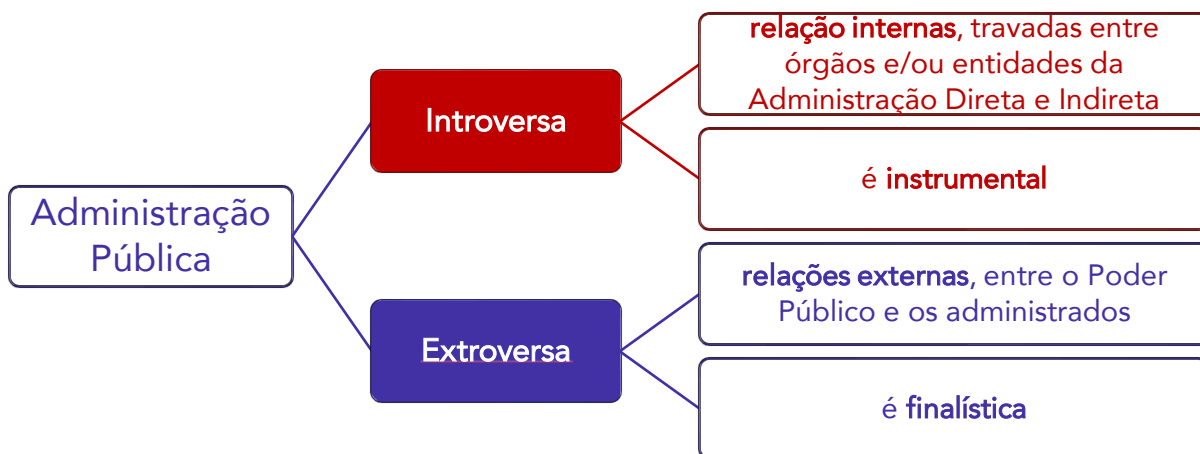 Administração
Pública
Introversa
relação internas, travadas entre
órgãos e/ou entidades da
Administração Direta e Indireta
é instrumental
Extroversa
relações externas, entre o Poder
Público e os administrados
é finalística